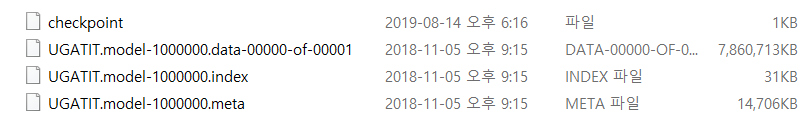 checkpoint 2019-08-14 오후 6:16 파일 1KB
UGATIT.model-1000000.data-00000-of-00001 2018-11-05 오후 9:15 DATA-00000-OF-0... 7,860,713KB
UGATIT.model-1000000.index 2018-11-05 오후 9:15 INDEX 파일 31KB
UGATIT.model-1000000.meta 2018-11-05 오후 9:15 META 파일 14,706KB